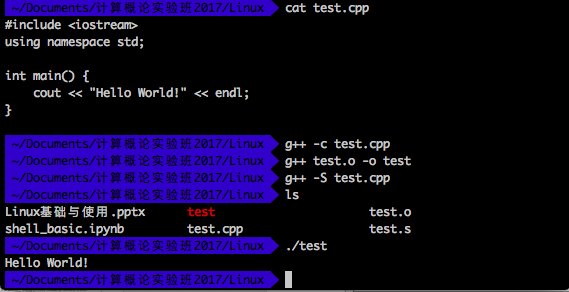 ~/Documents/计算概论实验班2017/Linux cat test.cpp
#include <iostream>
using namespace std;
int main() {
    cout << "Hello World!" << endl;
}
~/Documents/计算概论实验班2017/Linux g++ -c test.cpp
~/Documents/计算概论实验班2017/Linux g++ test.o -o test
~/Documents/计算概论实验班2017/Linux g++ -S test.cpp
~/Documents/计算概论实验班2017/Linux ls
Linux基础与使用.pptx test test.o
shell_basic.ipynb test.cpp test.s
~/Documents/计算概论实验班2017/Linux ./test
Hello World!
~/Documents/计算概论实验班2017/Linux